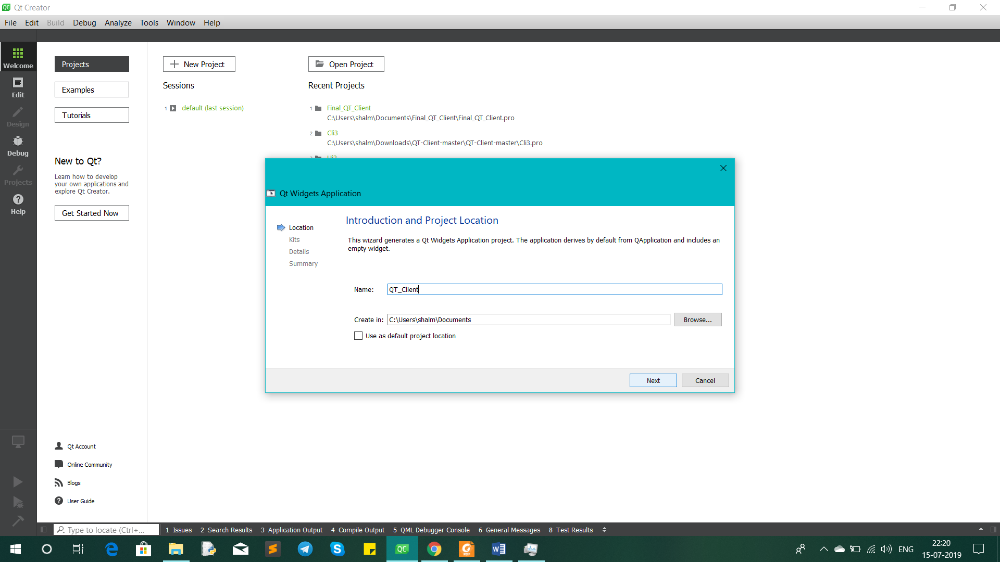 QC Qt Creator
File Edit Build Debug Analyze Tools Window Help
Welcome
Edit
Design
Debug
Projects
Help
Projects
Examples
Tutorials
New to Qt?
Learn how to develop
your own applications and
explore Qt Creator.
Get Started Now
Qt Account
Online Community
Blogs
User Guide
New Project
Sessions
1 default (last session)
Open Project
Recent Projects
1 Final_QT_Client
C:\Users\shalm\Documents\Final_QT_Client\Final_QT_Client.pro
2 Cli3
C:\Users\shalm\Downloads\QT-Client-master\QT-Client-master\Cli3.pro
Qt Widgets Application
Location
Kits
Details
Summary
Introduction and Project Location
This wizard generates a Qt Widgets Application project. The application derives by default from QApplication and includes an
empty widget.
Name: QT_Client
Create in: C:\Users\shalm\Documents Browse...
Use as default project location
Next Cancel
Type to locate (Ctrl+... 1 Issues 2 Search Results 3 Application Output 4 Compile Output 5 QML Debugger Console 6 General Messages 8 Test Results
QC
PDF
ENG
22:20
15-07-2019